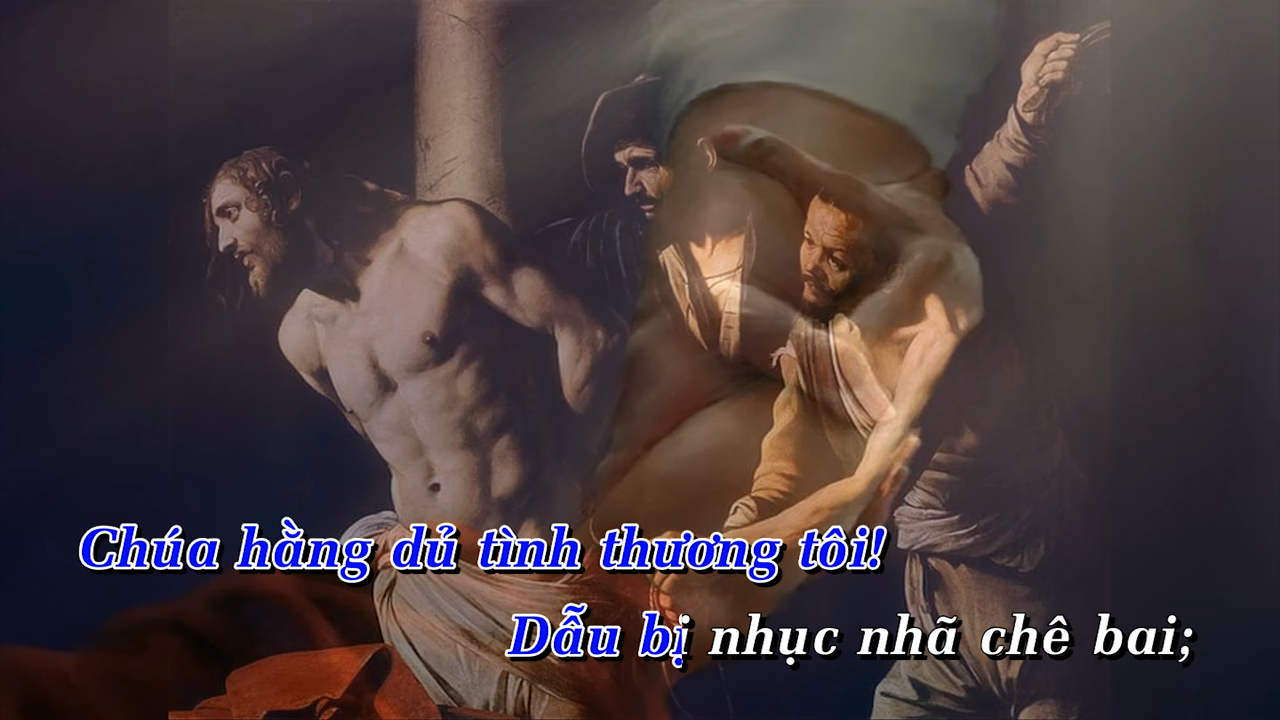 Chúa hằng dủ tình thương tôi!
Dẫu bị nhục nhã chê bai;